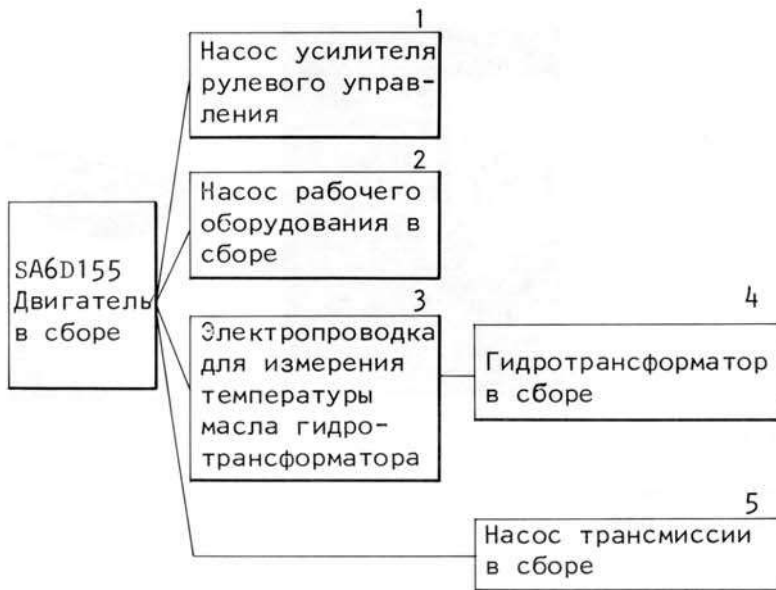 1
Насос усилителя
рулевого управ-
ления
2
Насос рабочего
оборудования в
сборе
SA6D155
Двигатель
в сборе
3
Электропроводка
для измерения
температуры
масла гидро-
трансформатора
4
Гидротрансформатор
в сборе
5
Насос трансмиссии
в сборе